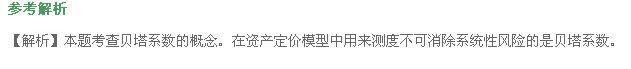 参考解析
【解析】本题考查贝塔系数的概念。在资产定价模型中用来测度不可消除系统性风险的是贝塔系数。